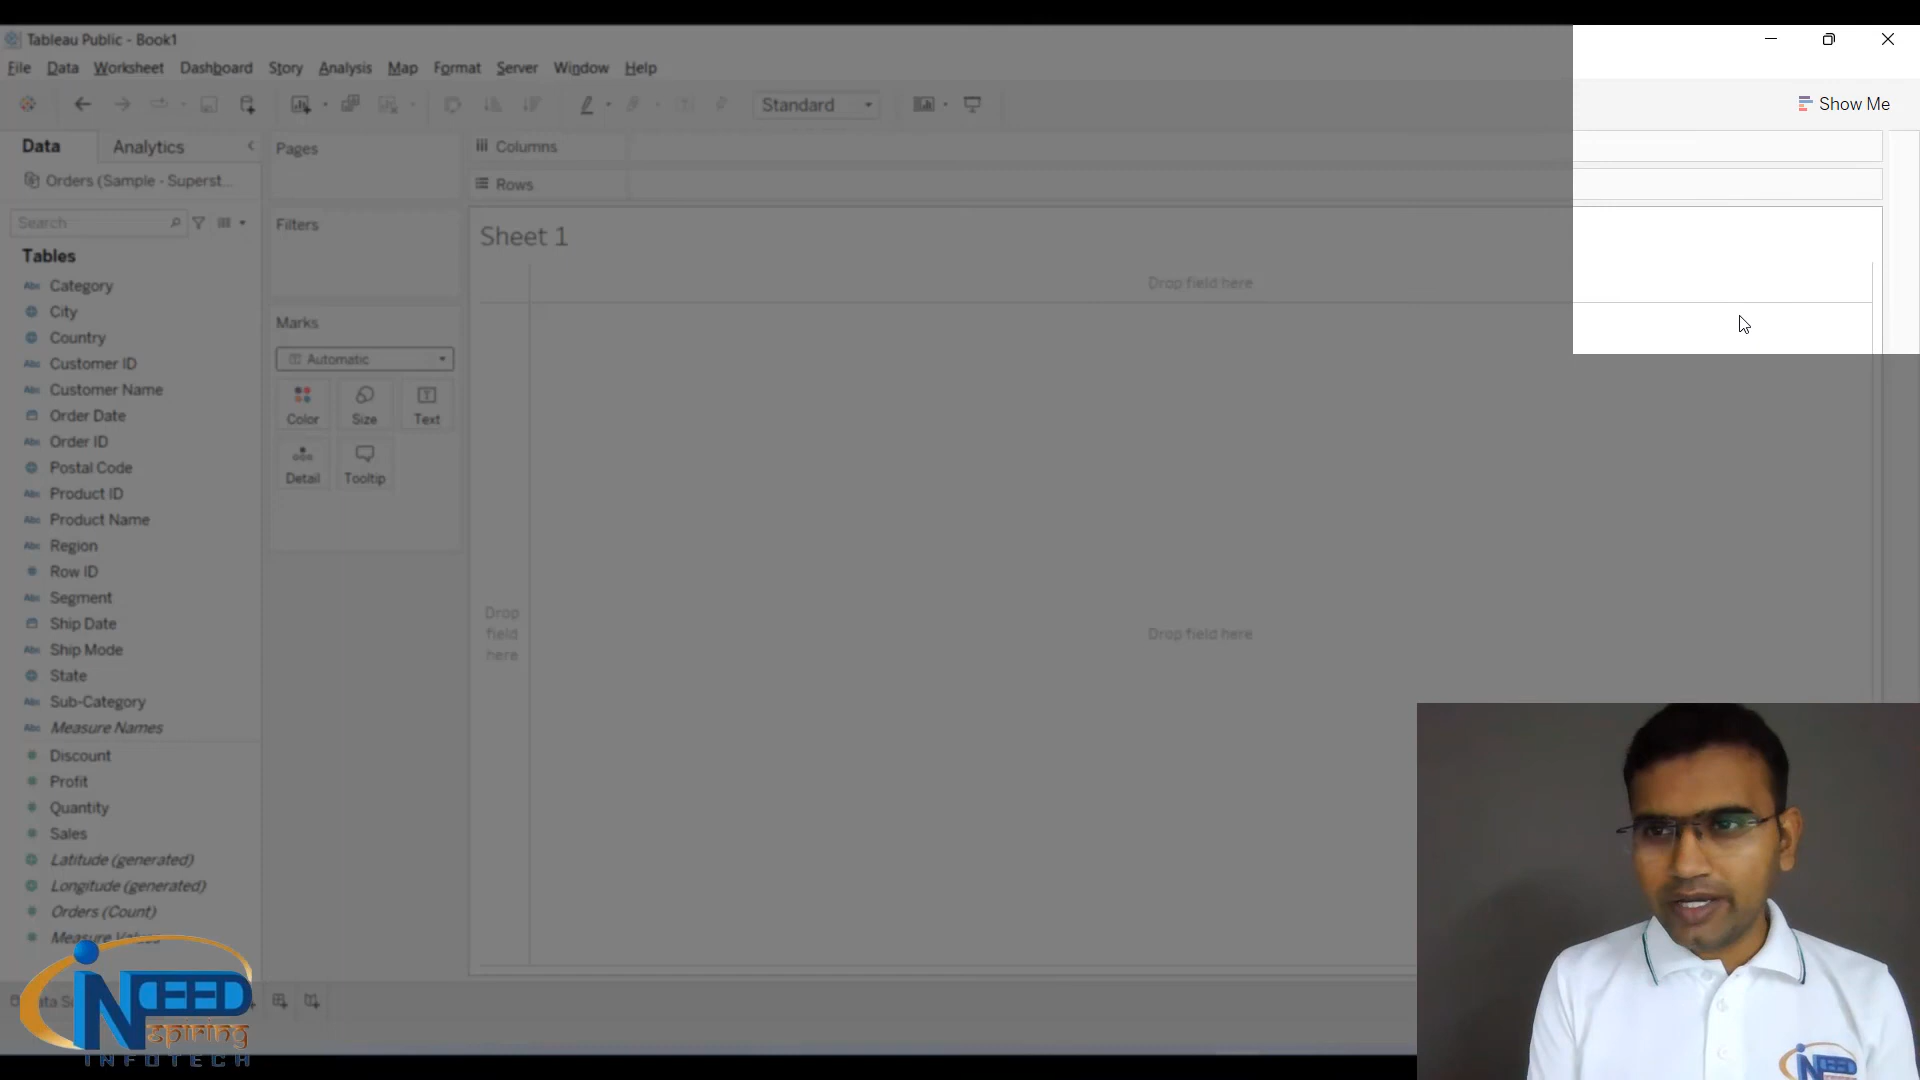 Tableau Public - Book1
File Data Worksheet Dashboard Story Analysis Map Format Server Window Help
Standard
Show Me
Data Analytics
Orders (Sample - Superst...
Search
Tables
Category
City
Country
Customer ID
Customer Name
Order Date
Order ID
Postal Code
Product ID
Product Name
Region
Row ID
Segment
Ship Date
Ship Mode
State
Sub-Category
Measure Names
Discount
Profit
Quantity
Sales
Latitude (generated)
Longitude (generated)
Orders (Count)
Measure Values
Pages
Filters
Marks
Automatic
Color Size Text
Detail Tooltip
Columns
Rows
Sheet 1
Drop field here
Drop
field
here
Drop field here
iNEED
Nspiring
INFOTECH
iNEED